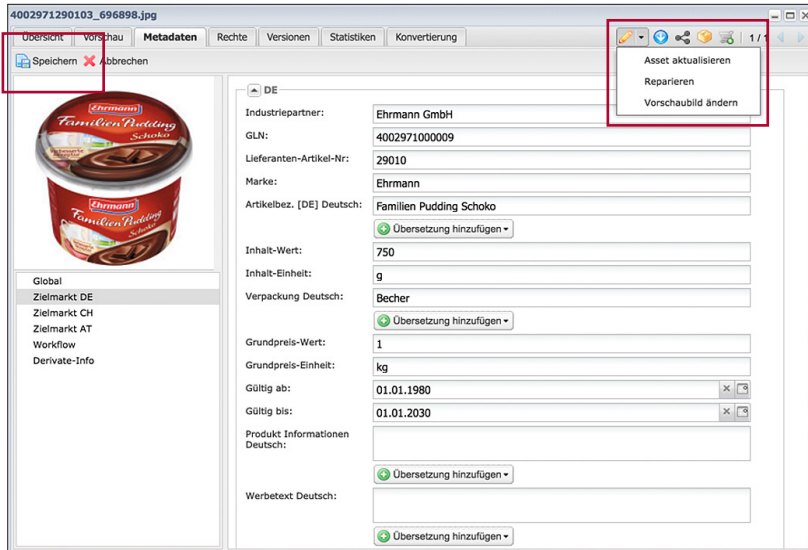 4002971290103_696898.jpg
Übersicht Vorschau Metadaten Rechte Versionen Statistiken Konvertierung 1 / 1
Speichern Abbrechen
Asset aktualisieren
Reparieren
Vorschaubild ändern
Ehrmann
Familien Pudding
Schoko
Ehrmann
Familien Pudding
Schoko
Global
Zielmarkt DE
Zielmarkt CH
Zielmarkt AT
Workflow
Derivate-Info
DE
Industriepartner: Ehrmann GmbH
GLN: 4002971000009
Lieferanten-Artikel-Nr: 29010
Marke: Ehrmann
Artikelbez. [DE] Deutsch: Familien Pudding Schoko
Übersetzung hinzufügen
Inhalt-Wert: 750
Inhalt-Einheit: g
Verpackung Deutsch: Becher
Übersetzung hinzufügen
Grundpreis-Wert: 1
Grundpreis-Einheit: kg
Gültig ab: 01.01.1980
Gültig bis: 01.01.2030
Produkt Informationen
Deutsch:
Übersetzung hinzufügen
Werbetext Deutsch:
Übersetzung hinzufügen